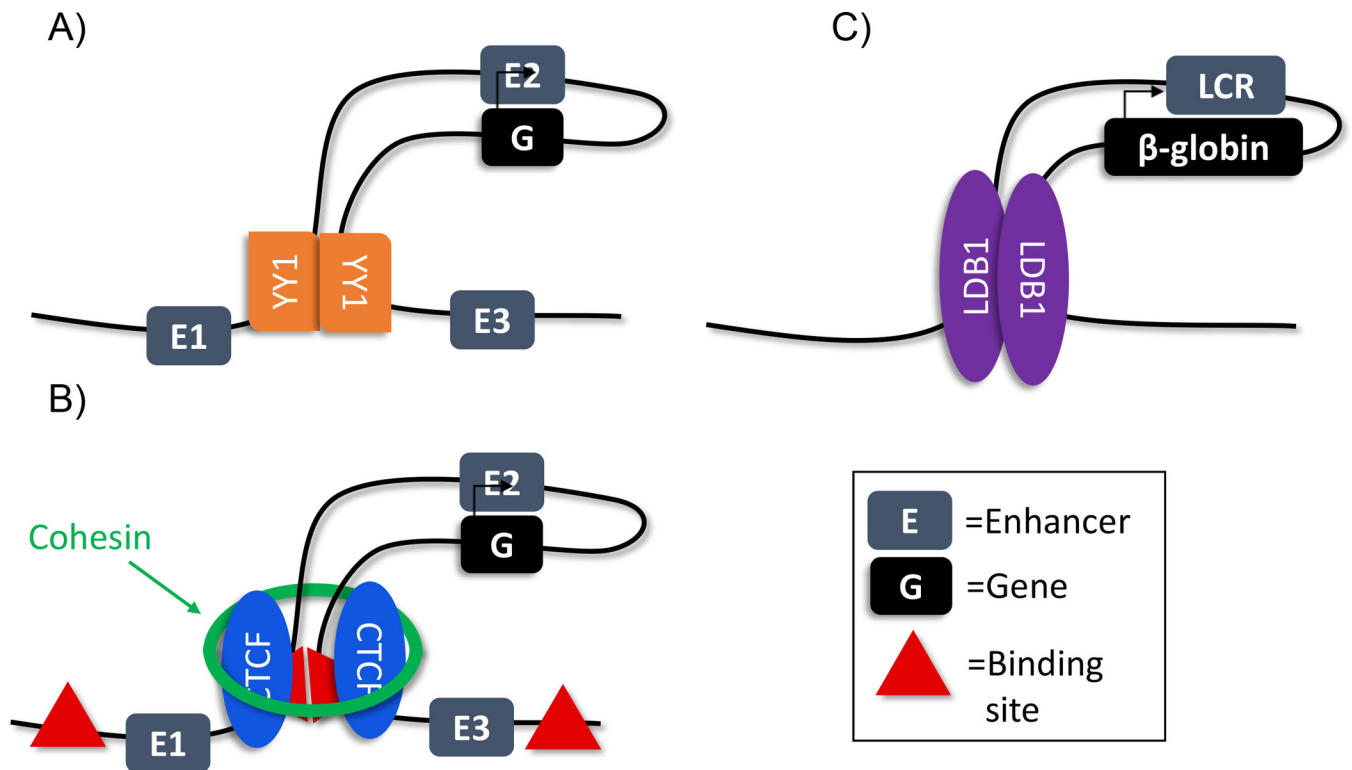 A)
E2
G
YY1
YY1
E1
E3
B)
Cohesin
E2
G
CTCF
CTCF
E1
E3
C)
LCR
β-globin
LDB1
LDB1
E
=Enhancer
G
=Gene
=Binding
site